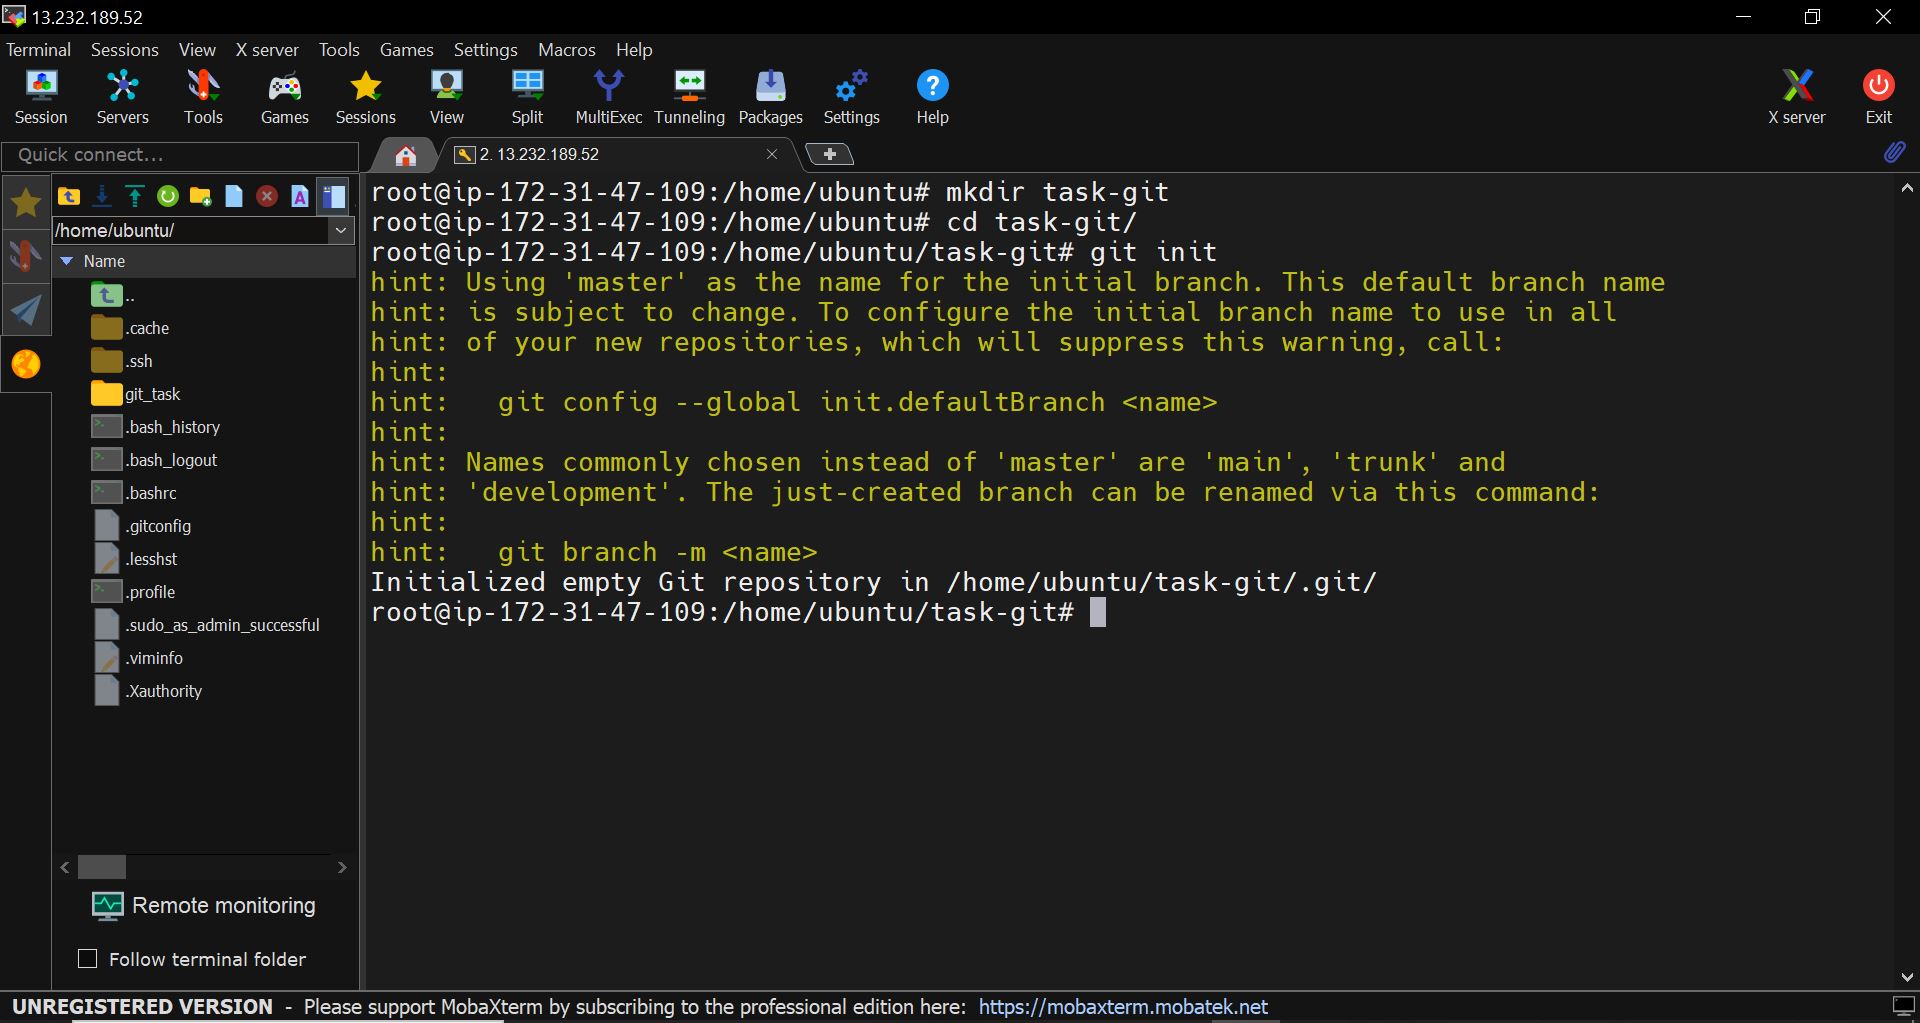 13.232.189.52
Terminal Sessions View X server Tools Games Settings Macros Help
Session Servers Tools Games Sessions View Split MultiExec Tunneling Packages Settings Help X server Exit
Quick connect...
2. 13.232.189.52
/home/ubuntu/
Name
..
.cache
.ssh
git_task
.bash_history
.bash_logout
.bashrc
.gitconfig
.lesshst
.profile
.sudo_as_admin_successful
.viminfo
.Xauthority
Remote monitoring
Follow terminal folder
root@ip-172-31-47-109:/home/ubuntu# mkdir task-git
root@ip-172-31-47-109:/home/ubuntu# cd task-git/
root@ip-172-31-47-109:/home/ubuntu/task-git# git init
hint: Using 'master' as the name for the initial branch. This default branch name
hint: is subject to change. To configure the initial branch name to use in all
hint: of your new repositories, which will suppress this warning, call:
hint:
hint:   git config --global init.defaultBranch <name>
hint:
hint: Names commonly chosen instead of 'master' are 'main', 'trunk' and
hint: 'development'. The just-created branch can be renamed via this command:
hint:
hint:   git branch -m <name>
Initialized empty Git repository in /home/ubuntu/task-git/.git/
root@ip-172-31-47-109:/home/ubuntu/task-git#
UNREGISTERED VERSION - Please support MobaXterm by subscribing to the professional edition here: https://mobaxterm.mobatek.net